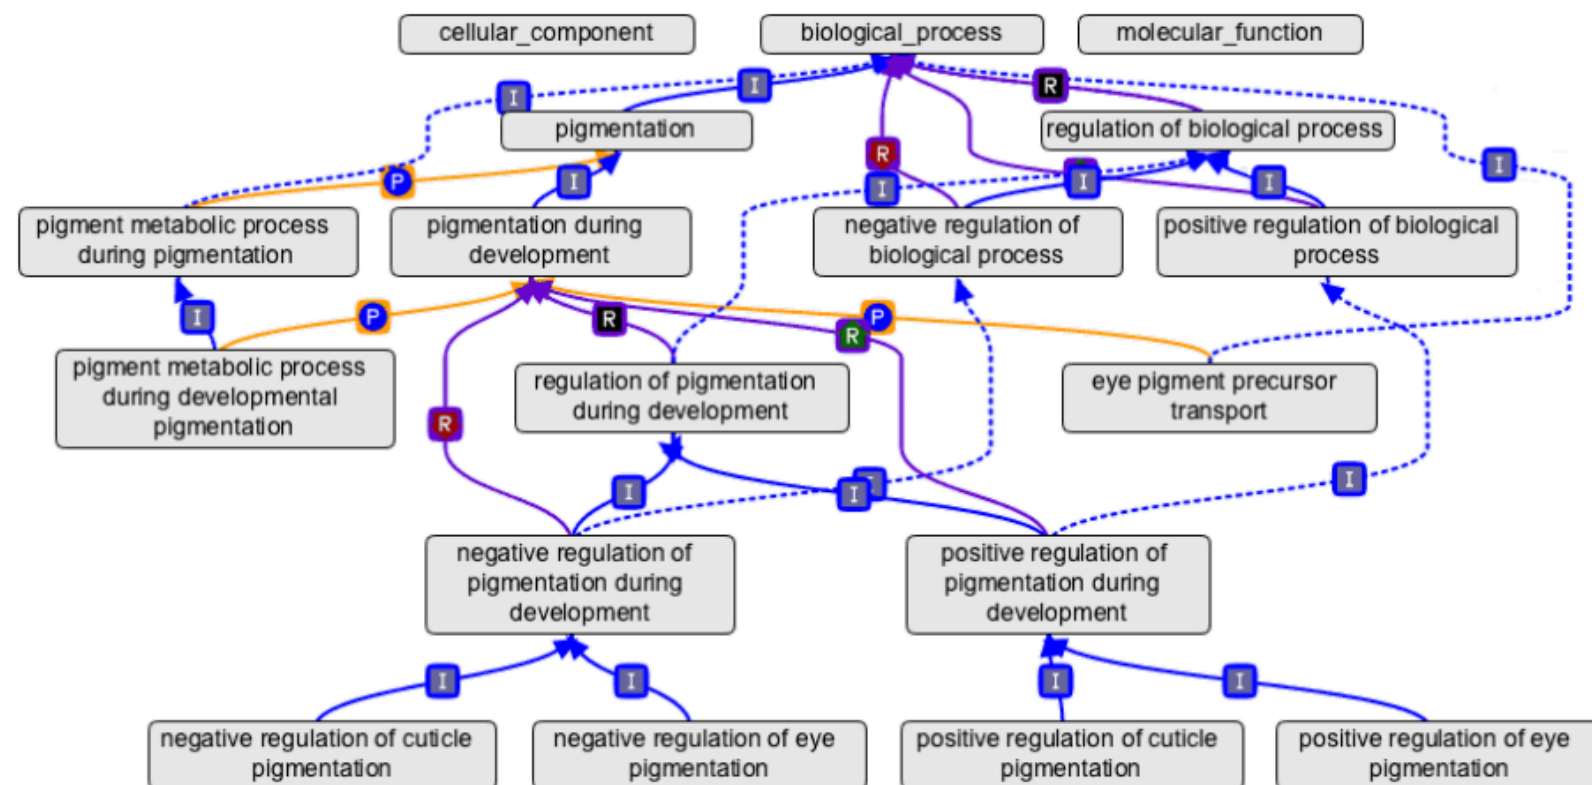 cellular_component
biological_process
molecular_function
I
R
I
pigmentation
regulation of biological process
R
I
P
I
I
I
I
pigment metabolic process
during pigmentation
pigmentation during
development
negative regulation of
biological process
positive regulation of biological
process
I
P
R
P
R
pigment metabolic process
during developmental
pigmentation
regulation of pigmentation
during development
eye pigment precursor
transport
R
I
I
I
negative regulation of
pigmentation during
development
positive regulation of
pigmentation during
development
I
I
I
I
negative regulation of cuticle
pigmentation
negative regulation of eye
pigmentation
positive regulation of cuticle
pigmentation
positive regulation of eye
pigmentation